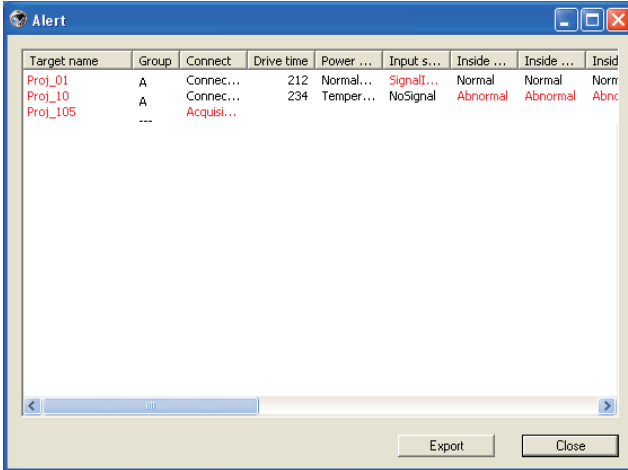 Alert
Target name Group Connect Drive time Power ... Input s... Inside ... Inside ... Insid
Proj_01 A Connec... 212 Normal... SignalI... Normal Normal Norm
Proj_10 A Connec... 234 Temper... NoSignal Abnormal Abnormal Abno
Proj_105 --- Acquisi...
Export Close